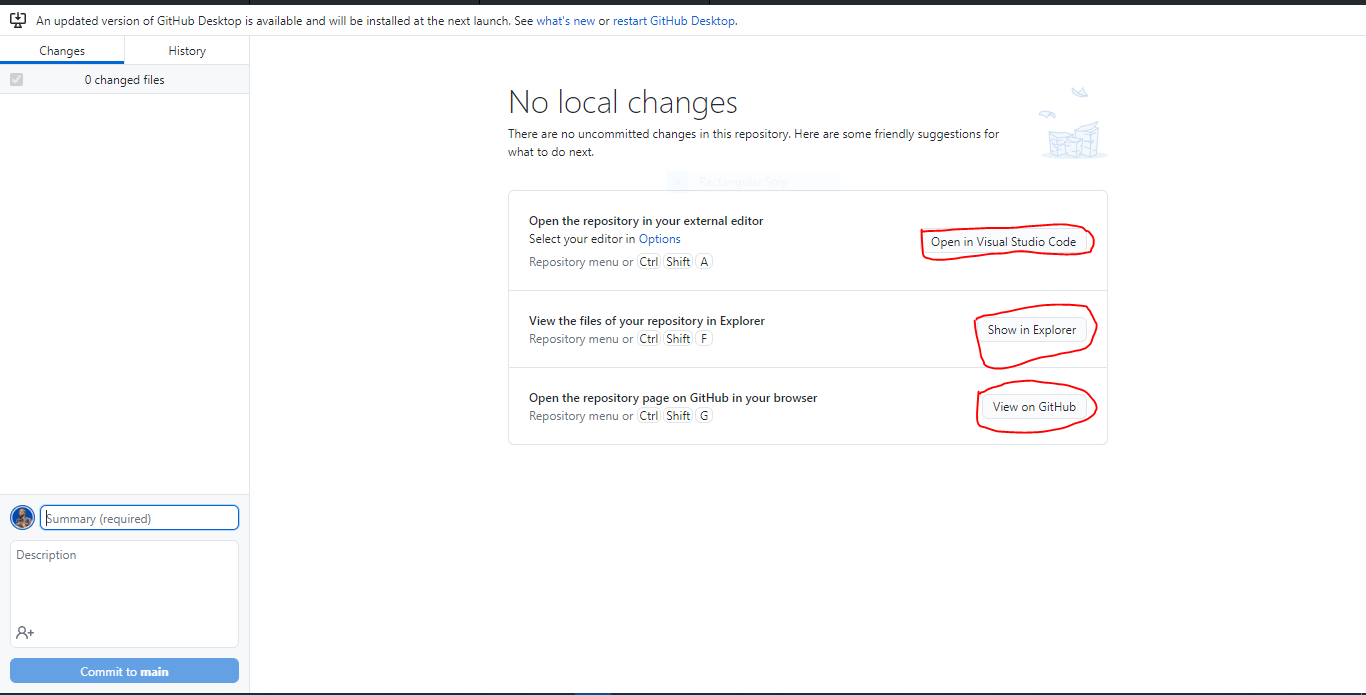 An updated version of GitHub Desktop is available and will be installed at the next launch. See what's new or restart GitHub Desktop.
Changes
History
0 changed files
No local changes
There are no uncommitted changes in this repository. Here are some friendly suggestions for
what to do next.
Rectangular Snip
Open the repository in your external editor
Select your editor in Options
Repository menu or Ctrl Shift A
Open in Visual Studio Code
View the files of your repository in Explorer
Repository menu or Ctrl Shift F
Show in Explorer
Open the repository page on GitHub in your browser
Repository menu or Ctrl Shift G
View on GitHub
Summary (required)
Description
Commit to main